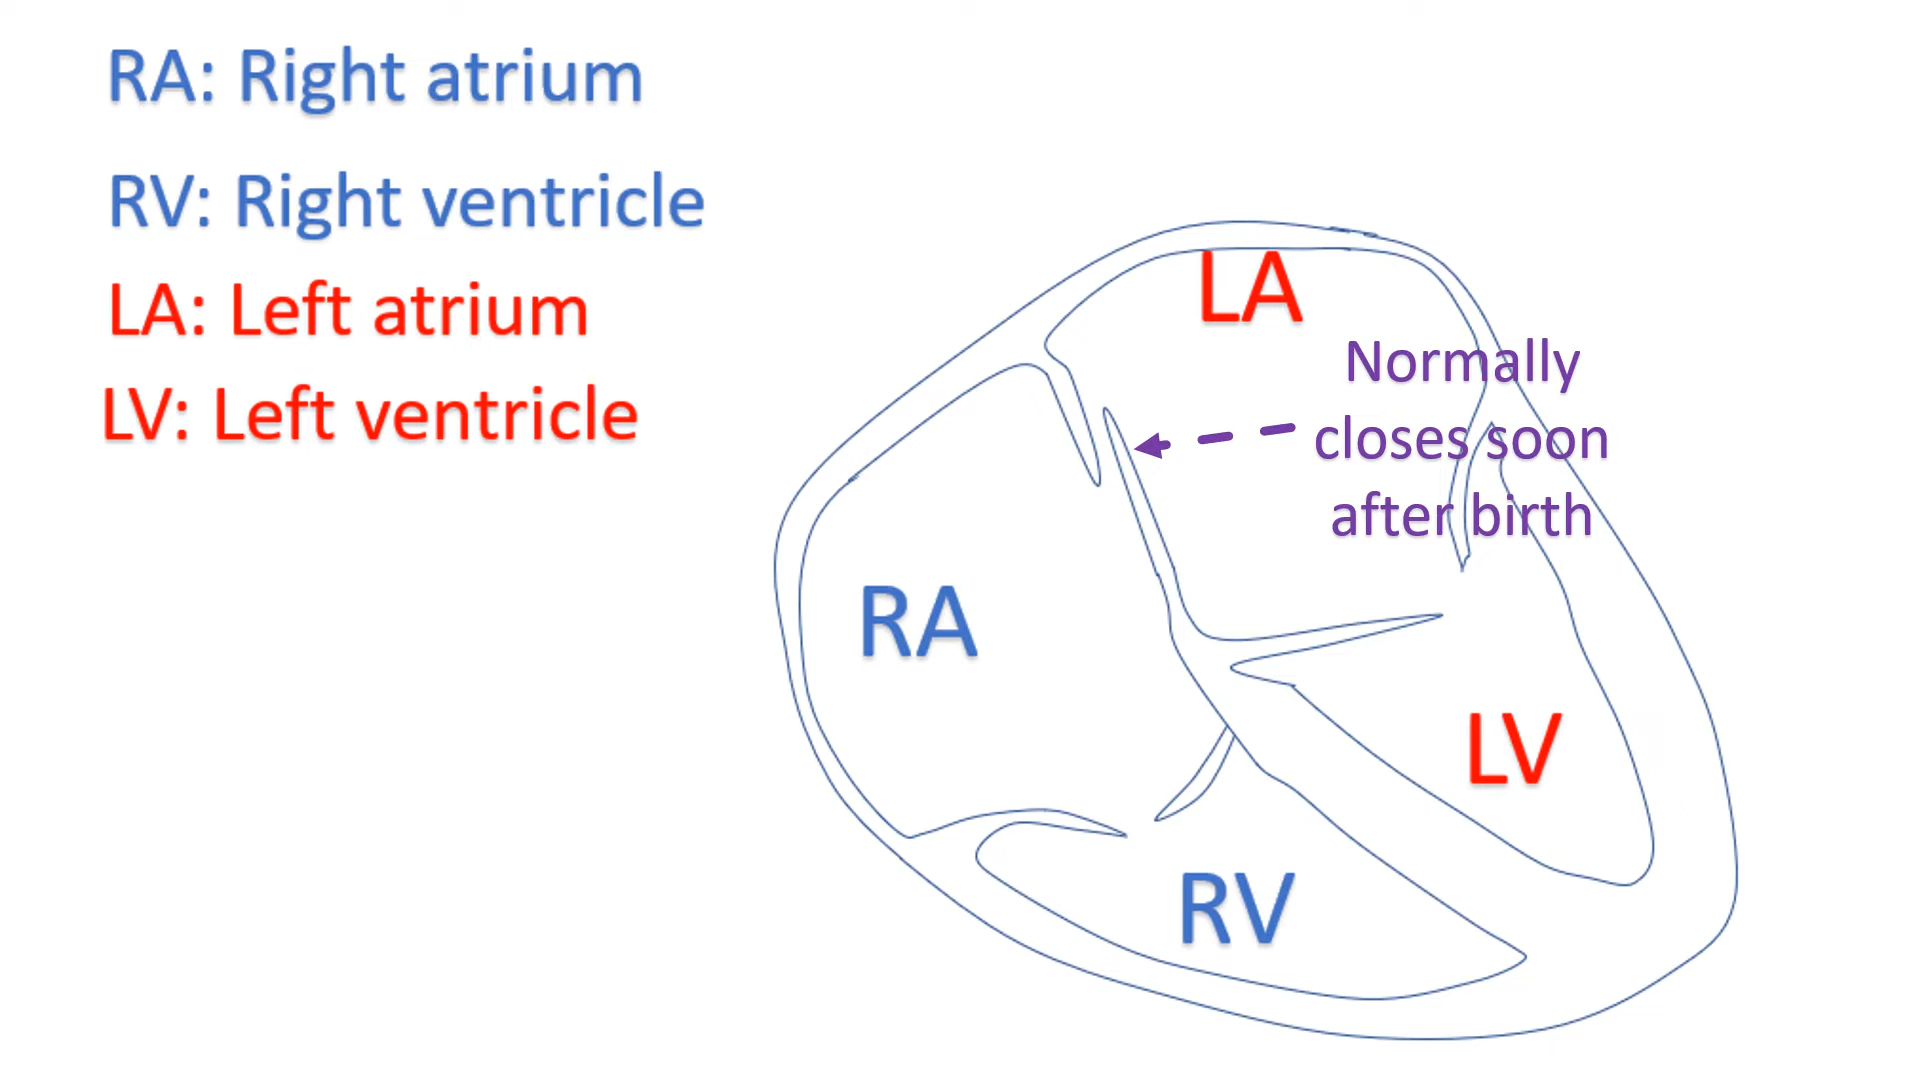 RA: Right atrium
RV: Right ventricle
LA: Left atrium
LV: Left ventricle
LA
Normally
closes soon
after birth
RA
LV
RV